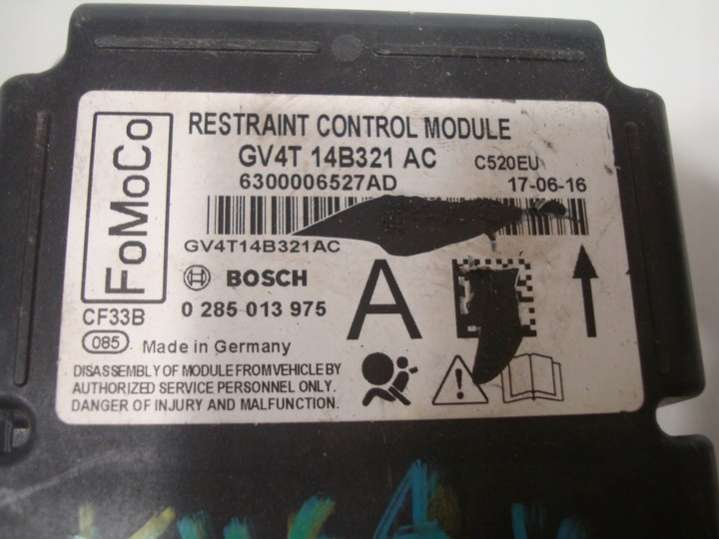 FoMoCo
RESTRAINT CONTROL MODULE
GV4T 14B321 AC C520EU
6300006527AD 17-06-16
GV4T14B321AC
BOSCH
A
CF33B 0 285 013 975
085 Made in Germany
DISASSEMBLY OF MODULE FROM VEHICLE BY
AUTHORIZED SERVICE PERSONNEL ONLY.
DANGER OF INJURY AND MALFUNCTION.